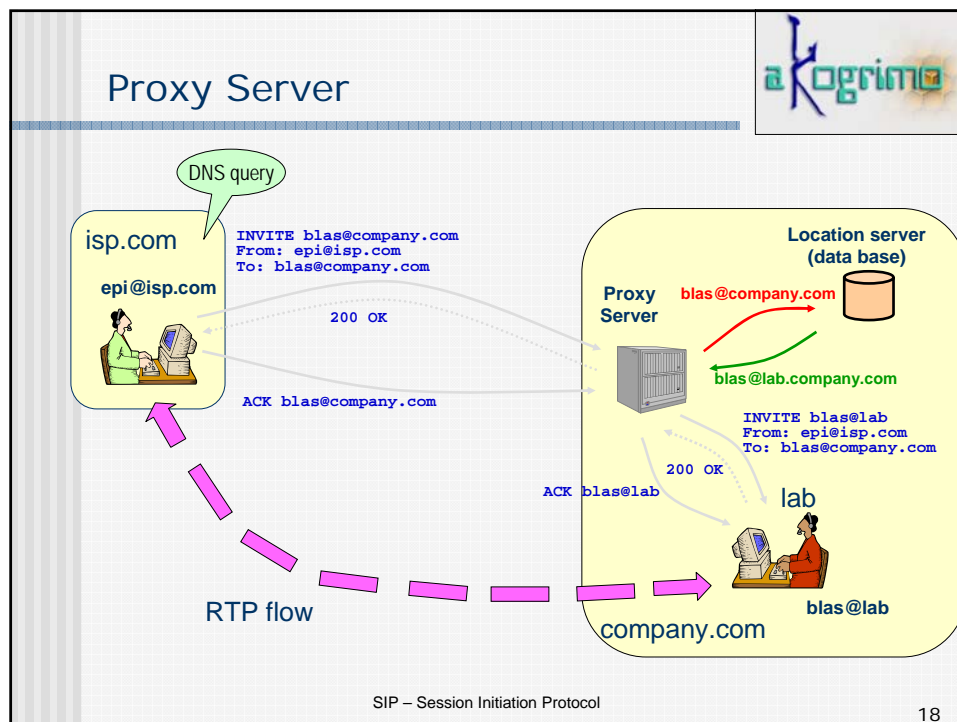 Proxy Server
akogrimo
DNS query
isp.com
epi@isp.com
INVITE blas@company.com
From: epi@isp.com
To: blas@company.com
200 OK
ACK blas@company.com
Location server
(data base)
Proxy
Server
blas@company.com
blas@lab.company.com
INVITE blas@lab
From: epi@isp.com
To: blas@company.com
200 OK
ACK blas@lab
lab
blas@lab
company.com
RTP flow
SIP – Session Initiation Protocol
18